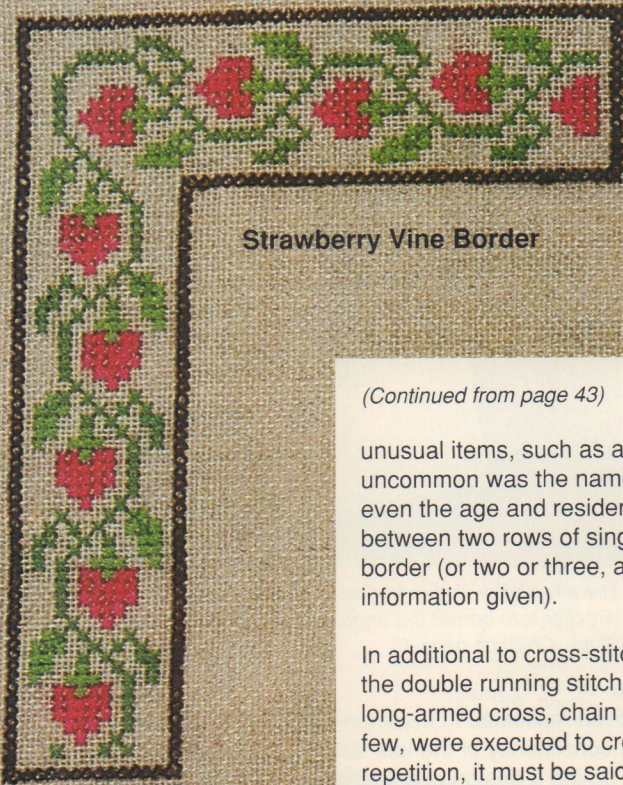 Strawberry Vine Border
(Continued from page 43)
unusual items, such as a
uncommon was the nam
even the age and resider
between two rows of sing
border (or two or three, a
information given).
In additional to cross-stitc
the double running stitch
long-armed cross, chain
few, were executed to cre
repetition, it must be said